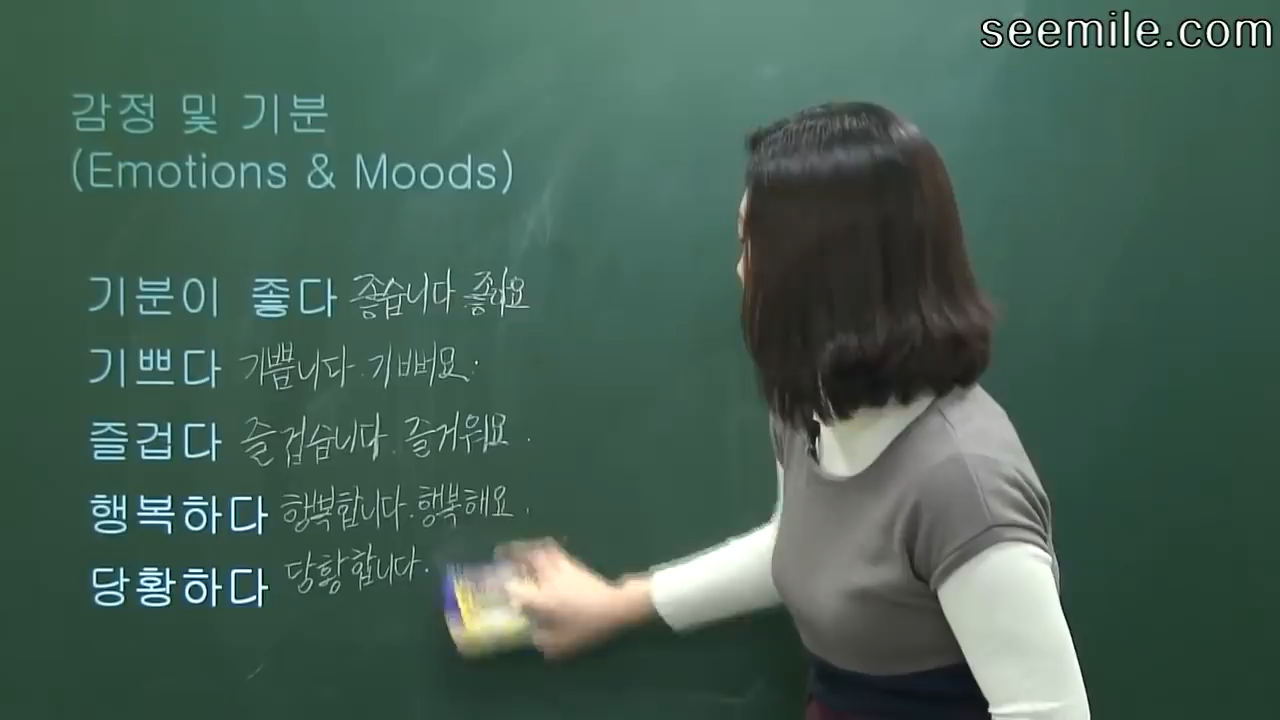 seemile.com
감정 및 기분
(Emotions & Moods)
기분이 좋다 좋습니다 좋아요
기쁘다 기쁩니다. 기뻐요.
즐겁다 즐겁습니다. 즐거워요.
행복하다 행복합니다. 행복해요.
당황하다 당황합니다.